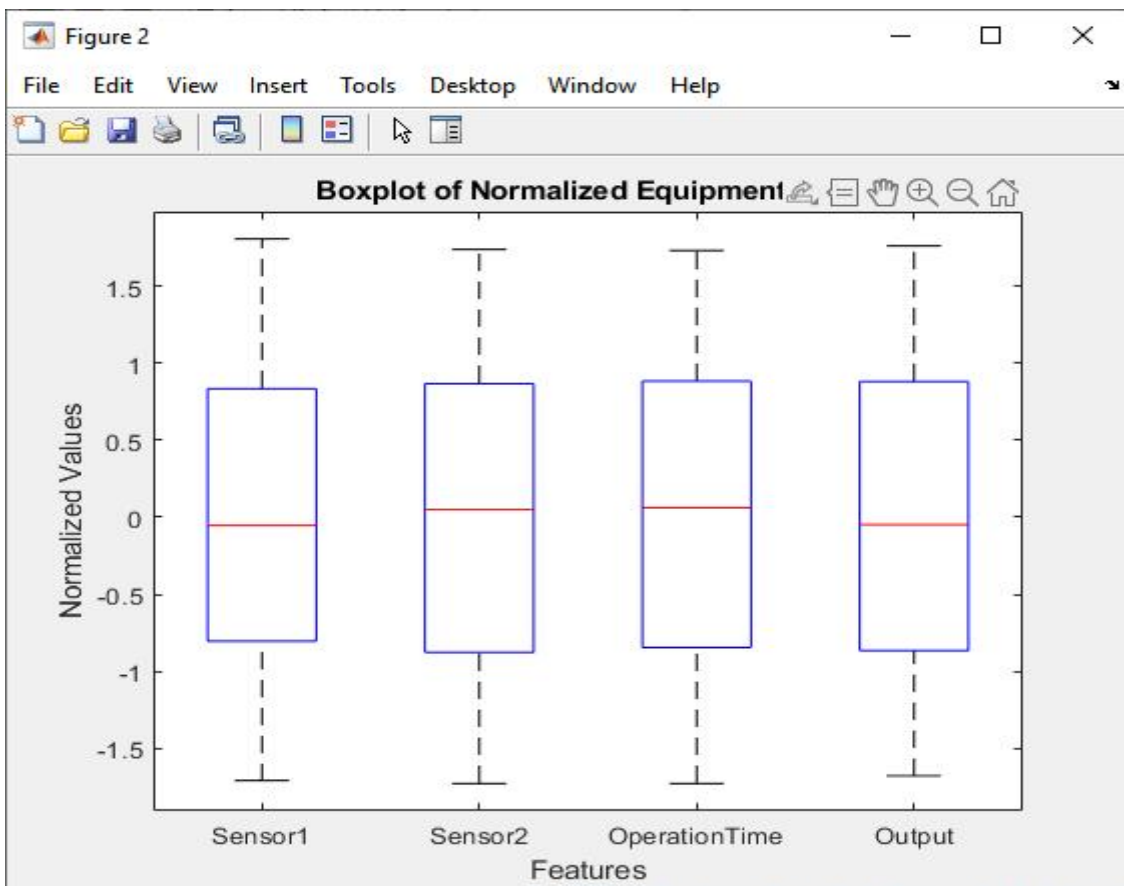 Figure 2
File Edit View Insert Tools Desktop Window Help
Boxplot of Normalized Equipment
1.5
1
0.5
0
-0.5
-1
-1.5
Normalized Values
Sensor1 Sensor2 OperationTime Output
Features